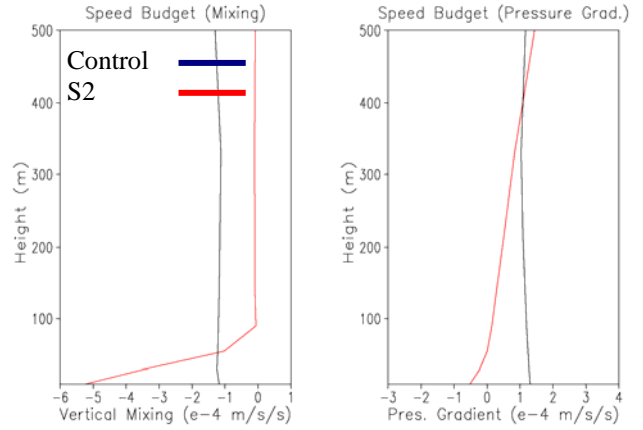 Speed Budget (Mixing)
Speed Budget (Pressure Grad.)
500
400
300
200
100
Height (m)
Control
S2
-6 -5 -4 -3 -2 -1 0 1
Vertical Mixing (e-4 m/s/s)
500
400
300
200
100
Height (m)
-3 -2 -1 0 1 2 3 4
Pres. Gradient (e-4 m/s/s)